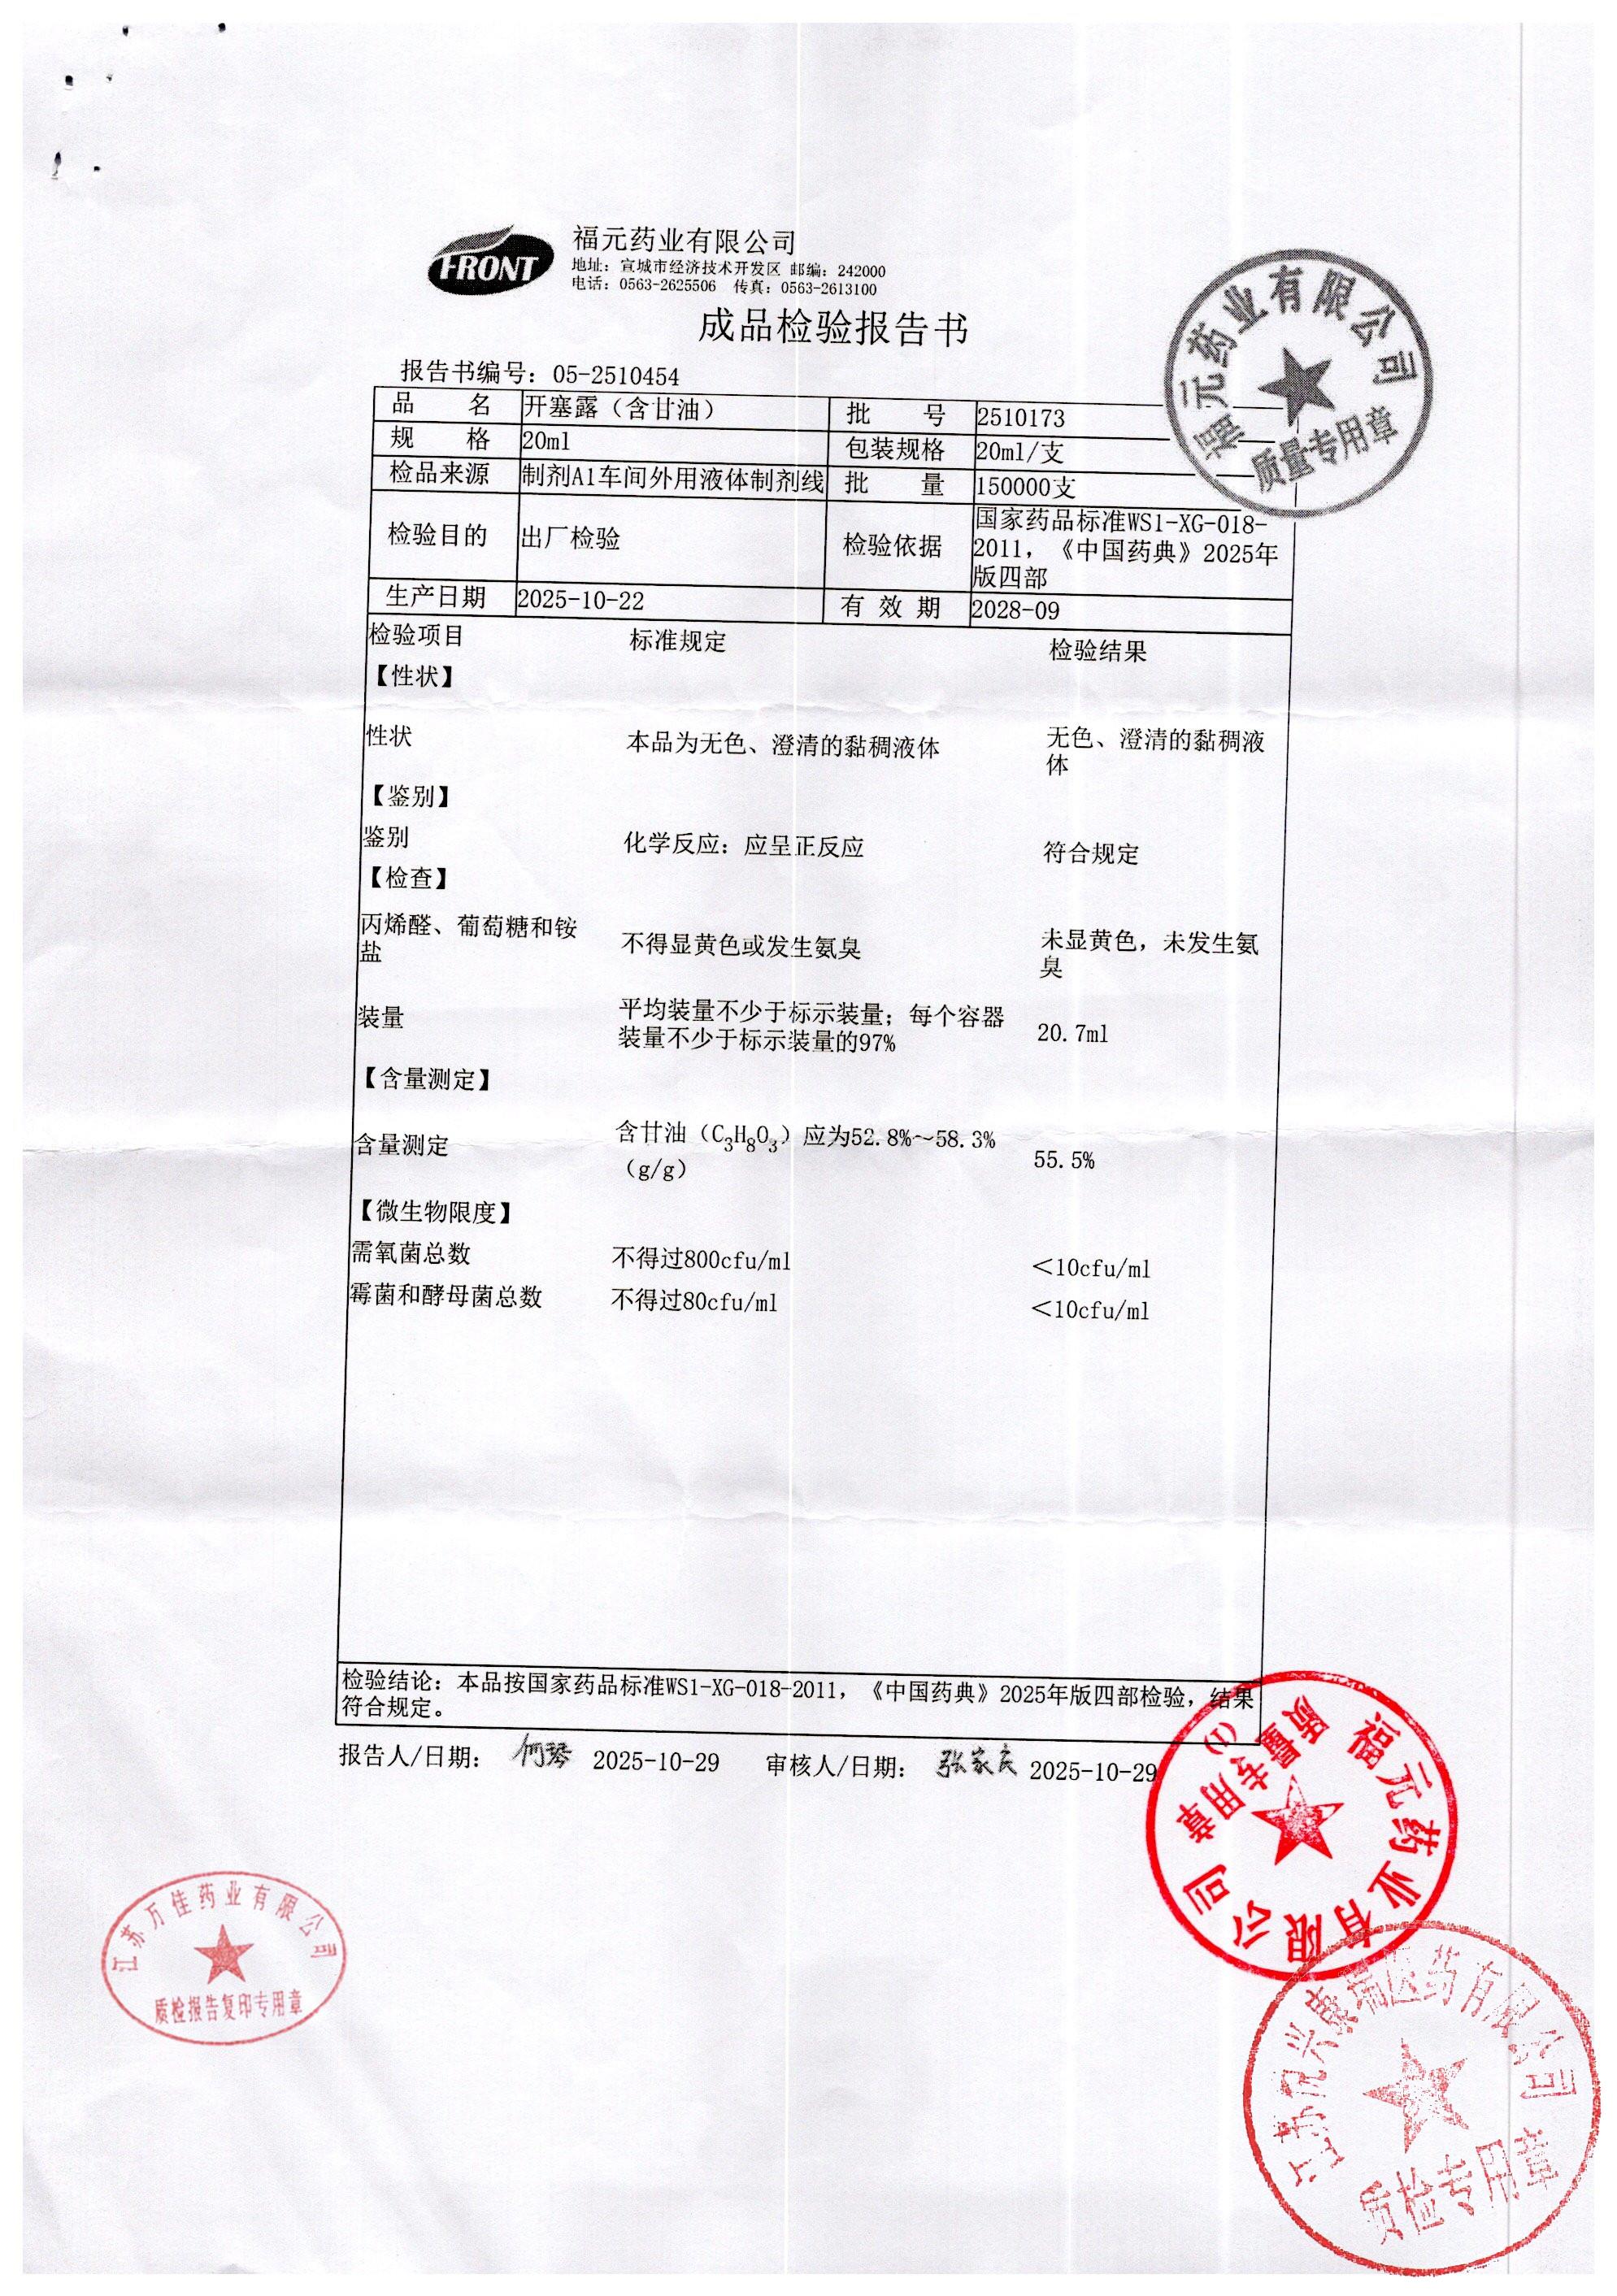 FRONT
福元药业有限公司
地址：宣城市经济技术开发区 邮编：242000
电话：0563-2625506 传真：0563-2613100
成品检验报告书
报告书编号：05-2510454
品 名 开塞露（含甘油） 批 号 2510173
规 格 20ml 包装规格 20ml/支
检品来源 制剂A1车间外用液体制剂线 批 量 150000支
检验目的 出厂检验 检验依据 国家药品标准WS1-XG-018-
2011，《中国药典》2025年
版四部
生产日期 2025-10-22 有 效 期 2028-09
检验项目 标准规定 检验结果
【性状】
性状 本品为无色、澄清的黏稠液体 无色、澄清的黏稠液
体
【鉴别】
鉴别 化学反应：应呈正反应 符合规定
【检查】
丙烯醛、葡萄糖和铵
盐 不得显黄色或发生氨臭 未显黄色，未发生氨
臭
装量 平均装量不少于标示装量；每个容器
装量不少于标示装量的97% 20.7ml
【含量测定】
含量测定 含甘油（C₃H₈O₃）应为52.8%～58.3%
（g/g） 55.5%
【微生物限度】
需氧菌总数 不得过800cfu/ml ＜10cfu/ml
霉菌和酵母菌总数 不得过80cfu/ml ＜10cfu/ml
检验结论：本品按国家药品标准WS1-XG-018-2011，《中国药典》2025年版四部检验，结果
符合规定。
报告人/日期： 何琴 2025-10-29 审核人/日期： 张家庆 2025-10-29
福元药业有限公司
质量专用章
福元药业有限公司
质量专用章
(1)
江苏万佳药业有限公司
质检报告复印专用章
瑞医药有限公司
质检专用章